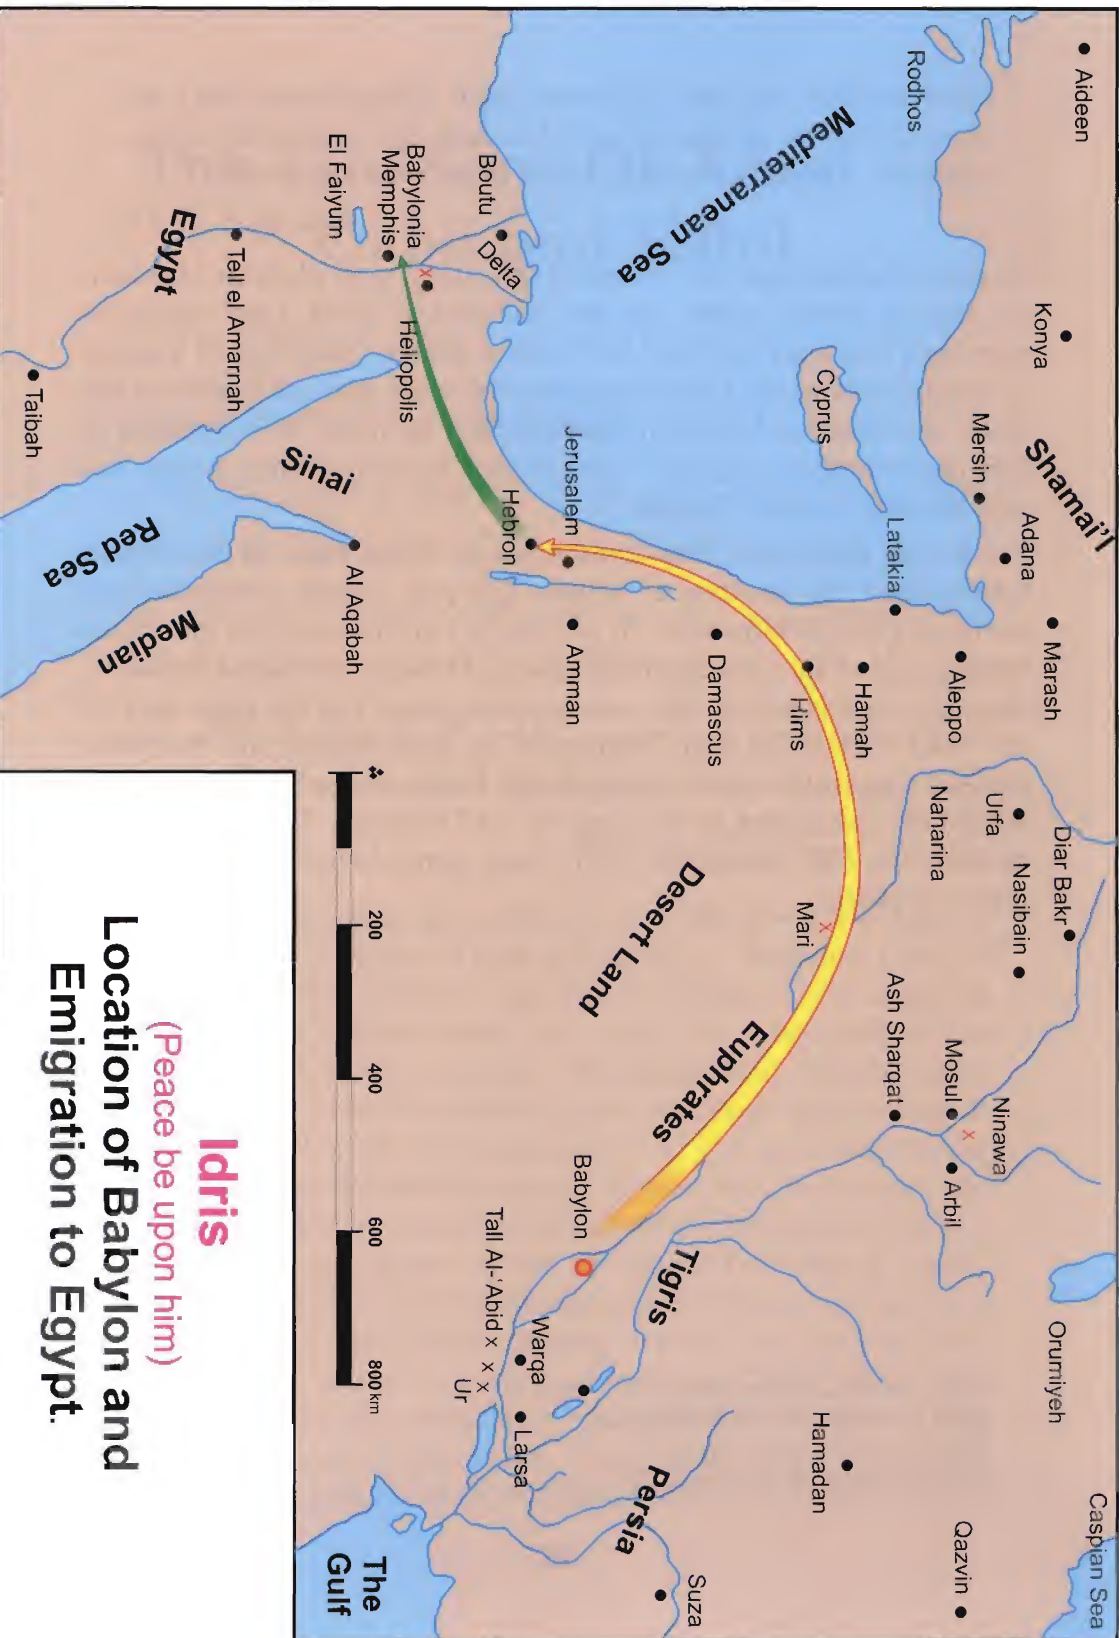 Aideen
Caspian Sea
Shamai'l
Diar Bakr
Orumiyeh
Konya
Marash
Adana
Nasibain
Urfa
Ninawa
Mersin
Qazvin
Aleppo
Mosul
Arbil
Naharina
Rodhos
Latakia
Ash Sharqat
Hamah
Mediterranean Sea
Cyprus
Hamadan
Hims
Mari
Euphrates
Damascus
Desert Land
Suza
Tigris
Persia
Babylon
Jerusalem
Amman
Warqa
Larsa
Hebron
Boutu
Delta
Tall Al-'Abid x x x
Ur
x
x
x
Babylonia
Memphis
Heliopolis
El Faiyum
Al Aqabah
200
400
600
800 km
The
Gulf
Sinai
Tell el Amarnah
Egypt
Red Sea
Median
Taibah
Idris
(Peace be upon him)
Location of Babylon and
Emigration to Egypt.